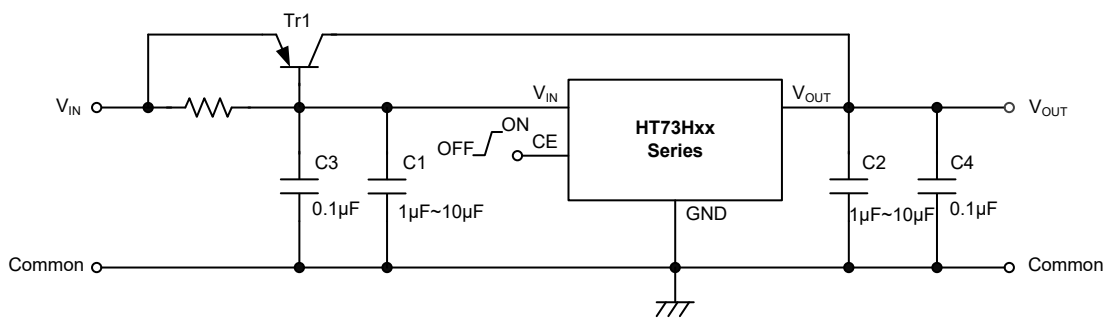 Tr1
VIN
VIN
VOUT
VOUT
HT73Hxx
Series
ON
OFF
CE
C3
C1
C2
C4
0.1µF
1µF~10µF
GND
1µF~10µF
0.1µF
Common
Common